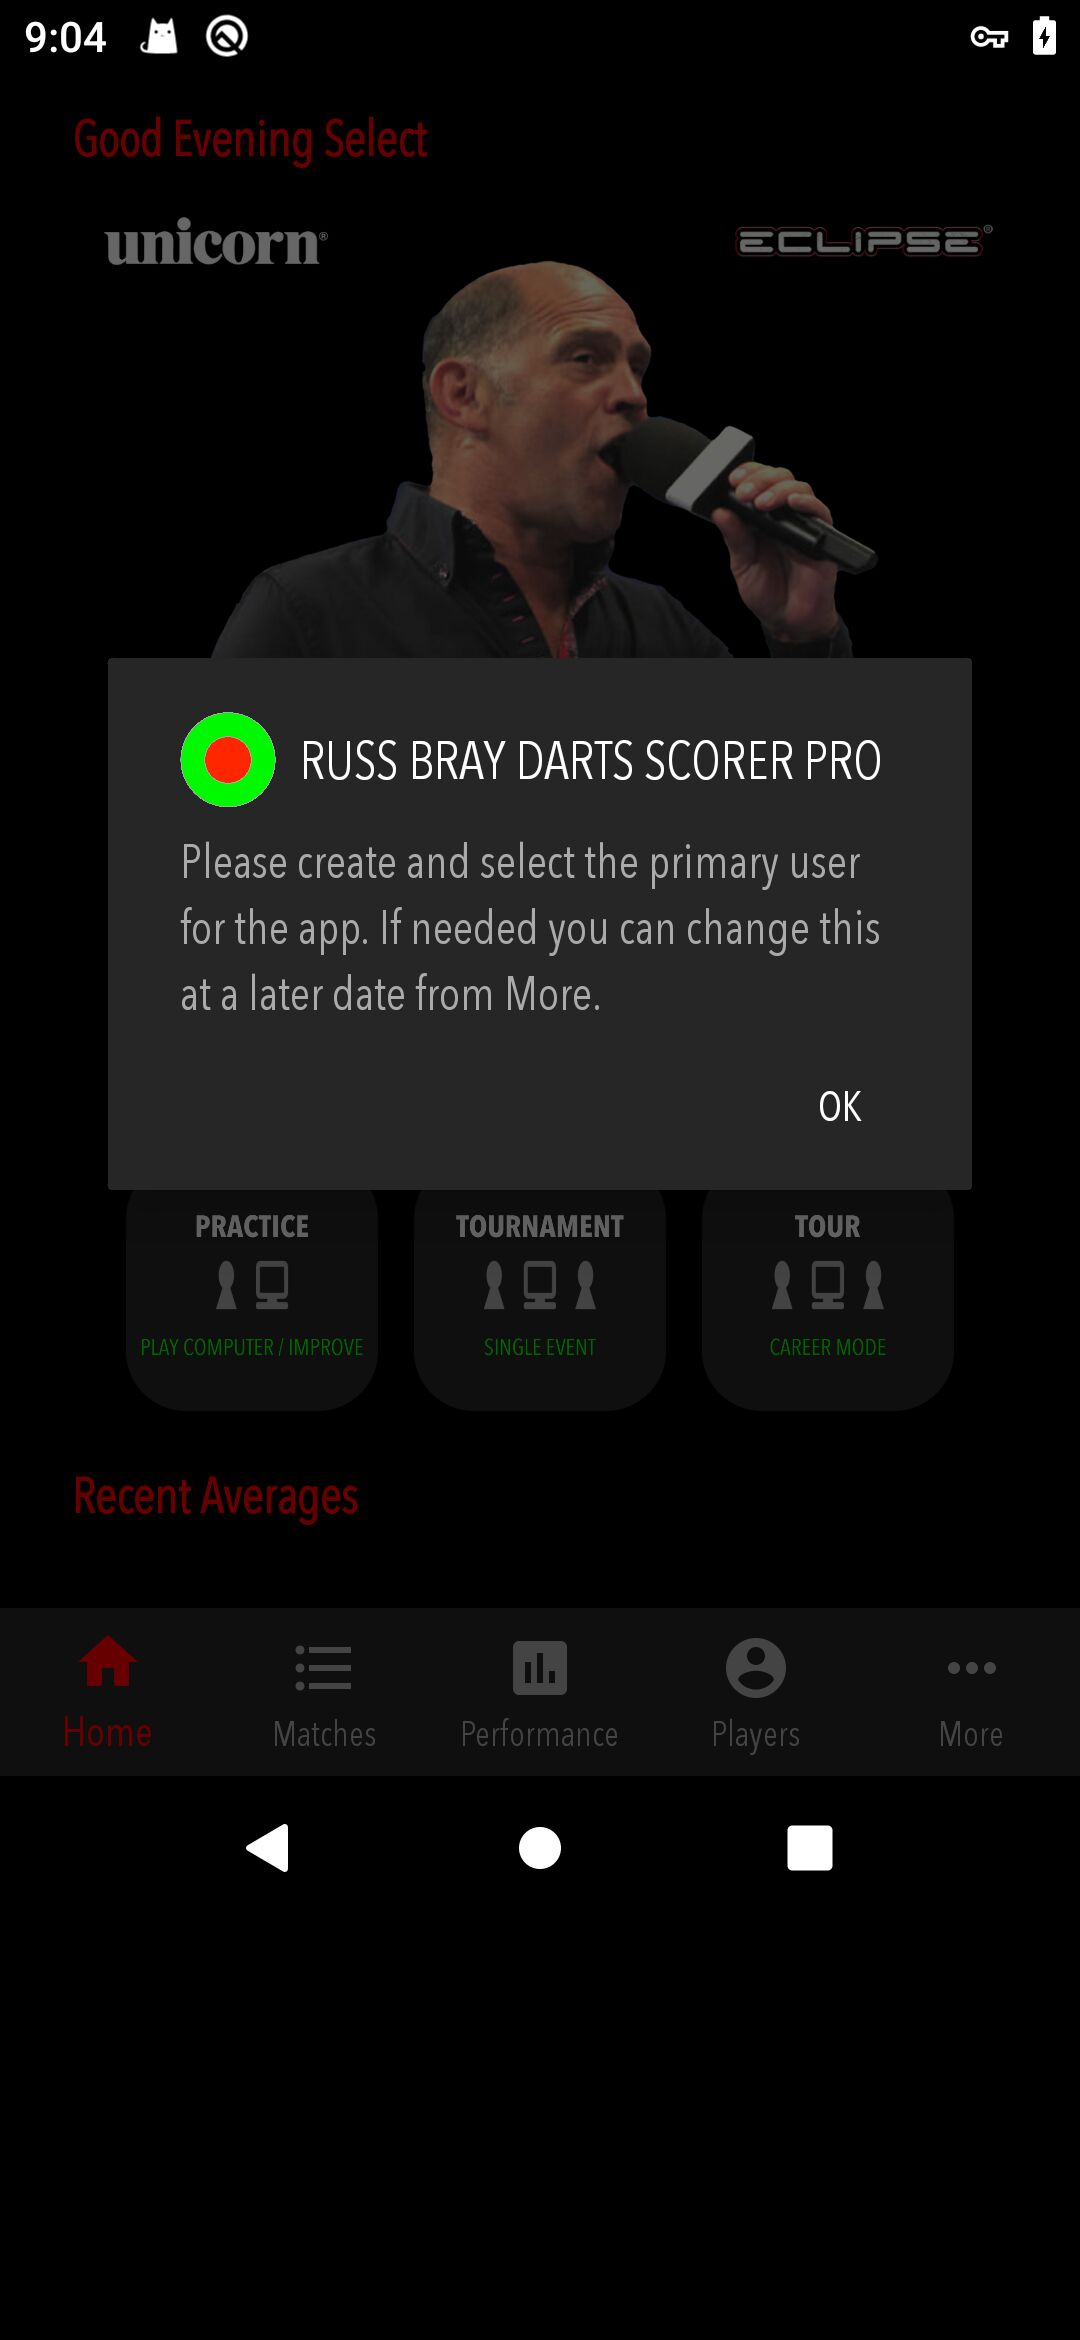 9:04
Good Evening Select
unicorn®
ECLIPSE®
RUSS BRAY DARTS SCORER PRO
Please create and select the primary user
for the app. If needed you can change this
at a later date from More.
OK
PRACTICE
PLAY COMPUTER / IMPROVE
TOURNAMENT
SINGLE EVENT
TOUR
CAREER MODE
Recent Averages
Home
Matches
Performance
Players
More